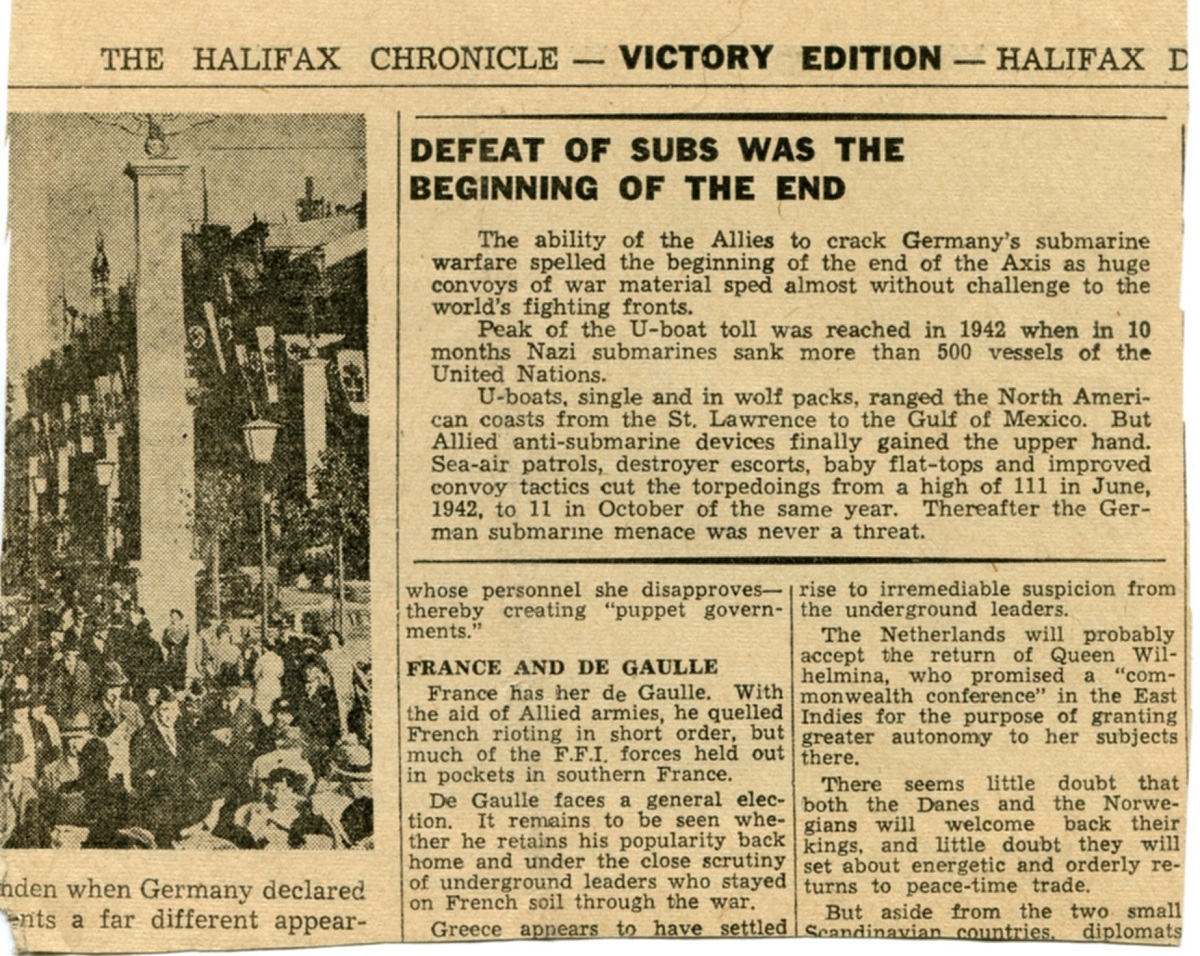 THE HALIFAX CHRONICLE — VICTORY EDITION — HALIFAX D
DEFEAT OF SUBS WAS THE
BEGINNING OF THE END
The ability of the Allies to crack Germany's submarine
warfare spelled the beginning of the end of the Axis as huge
convoys of war material sped almost without challenge to the
world's fighting fronts.
Peak of the U-boat toll was reached in 1942 when in 10
months Nazi submarines sank more than 500 vessels of the
United Nations.
U-boats, single and in wolf packs, ranged the North Ameri-
can coasts from the St. Lawrence to the Gulf of Mexico. But
Allied anti-submarine devices finally gained the upper hand.
Sea-air patrols, destroyer escorts, baby flat-tops and improved
convoy tactics cut the torpedoings from a high of 111 in June,
1942, to 11 in October of the same year. Thereafter the Ger-
man submarine menace was never a threat.
whose personnel she disapproves—
thereby creating "puppet govern-
ments."
FRANCE AND DE GAULLE
France has her de Gaulle. With
the aid of Allied armies, he quelled
French rioting in short order, but
much of the F.F.I. forces held out
in pockets in southern France.
De Gaulle faces a general elec-
tion. It remains to be seen whe-
ther he retains his popularity back
home and under the close scrutiny
of underground leaders who stayed
on French soil through the war.
Greece appears to have settled
rise to irremediable suspicion from
the underground leaders.
The Netherlands will probably
accept the return of Queen Wil-
helmina, who promised a "com-
monwealth conference" in the East
Indies for the purpose of granting
greater autonomy to her subjects
there.
There seems little doubt that
both the Danes and the Norwe-
gians will welcome back their
kings, and little doubt they will
set about energetic and orderly re-
turns to peace-time trade.
But aside from the two small
Scandinavian countries, diplomats
nden when Germany declared
ents a far different appear-